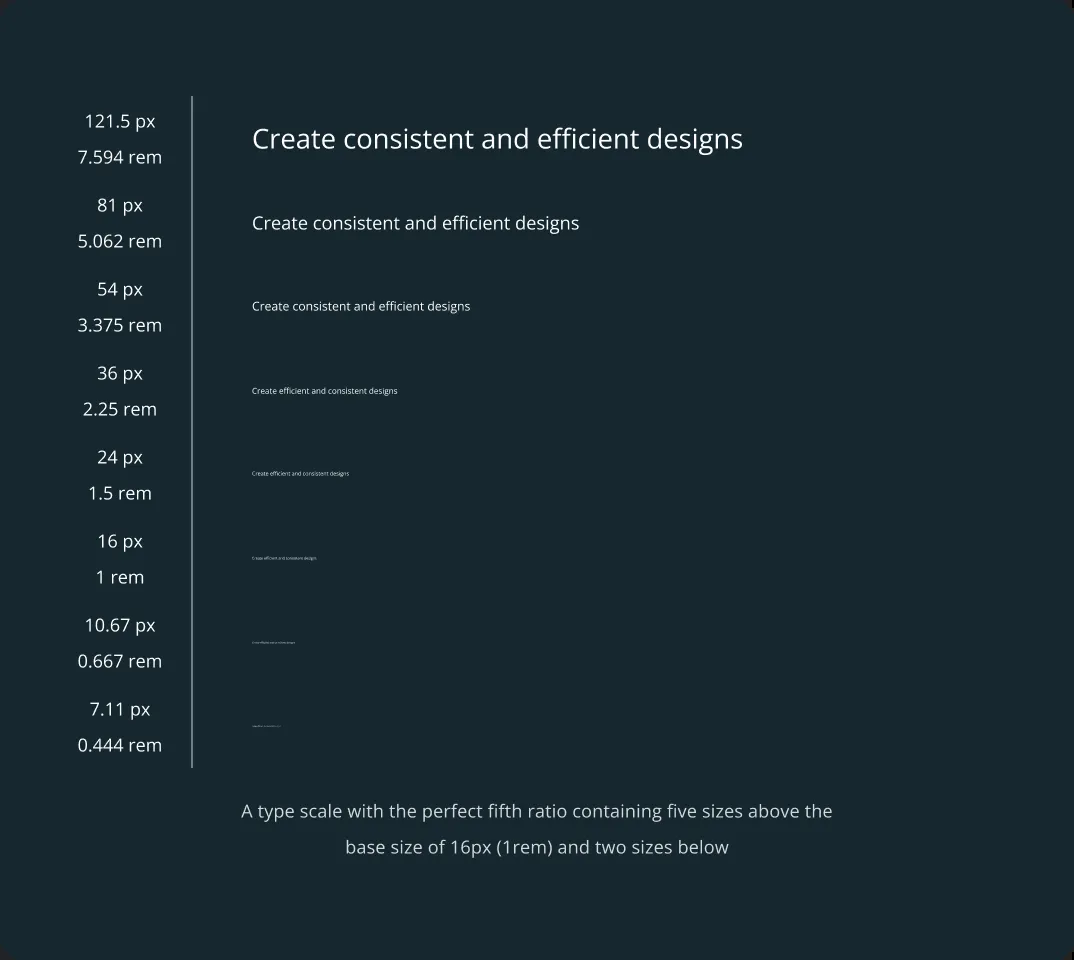 121.5 px
7.594 rem
Create consistent and efficient designs
81 px
5.062 rem
Create consistent and efficient designs
54 px
3.375 rem
Create consistent and efficient designs
36 px
2.25 rem
Create efficient and consistent designs
24 px
1.5 rem
Create efficient and consistent designs
16 px
1 rem
Create efficient and consistent designs
10.67 px
0.667 rem
7.11 px
0.444 rem
A type scale with the perfect fifth ratio containing five sizes above the
base size of 16px (1rem) and two sizes below